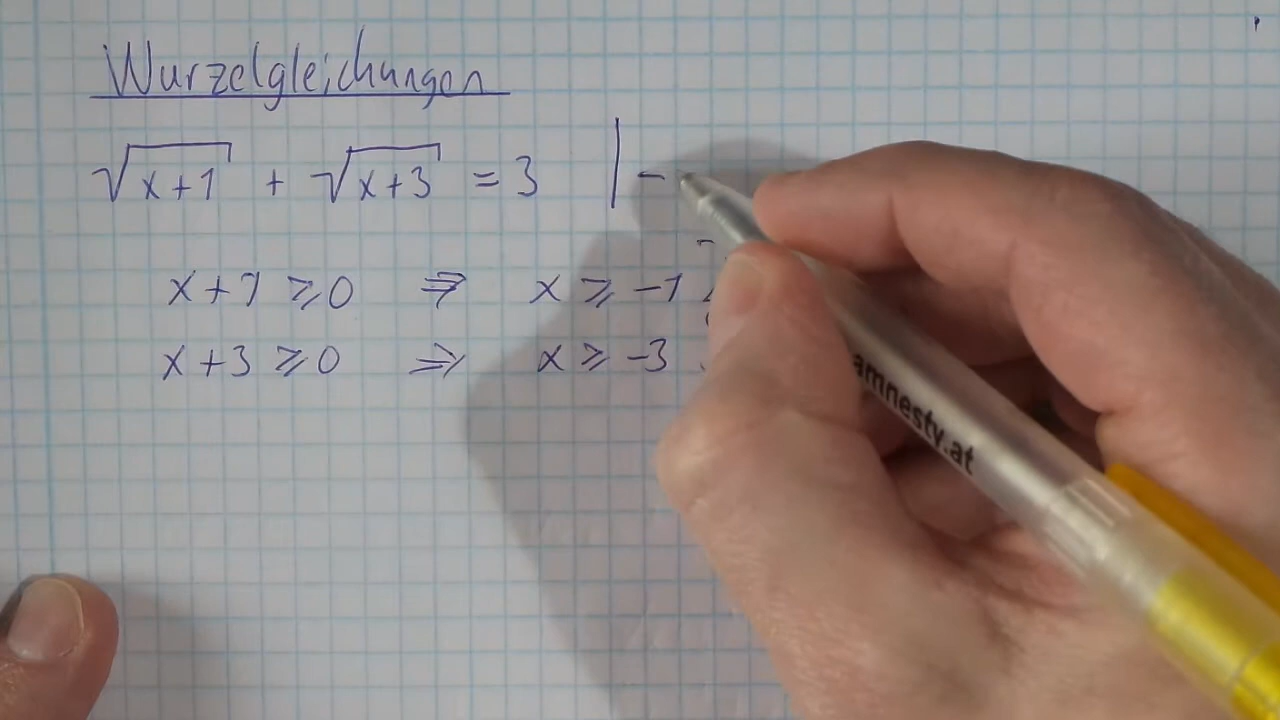 Wurzelgleichungen
√(x+1) + √(x+3) = 3 | -
x+1 ≥ 0 ⇒ x ≥ -1
x+3 ≥ 0 ⇒ x ≥ -3
amnesty.at